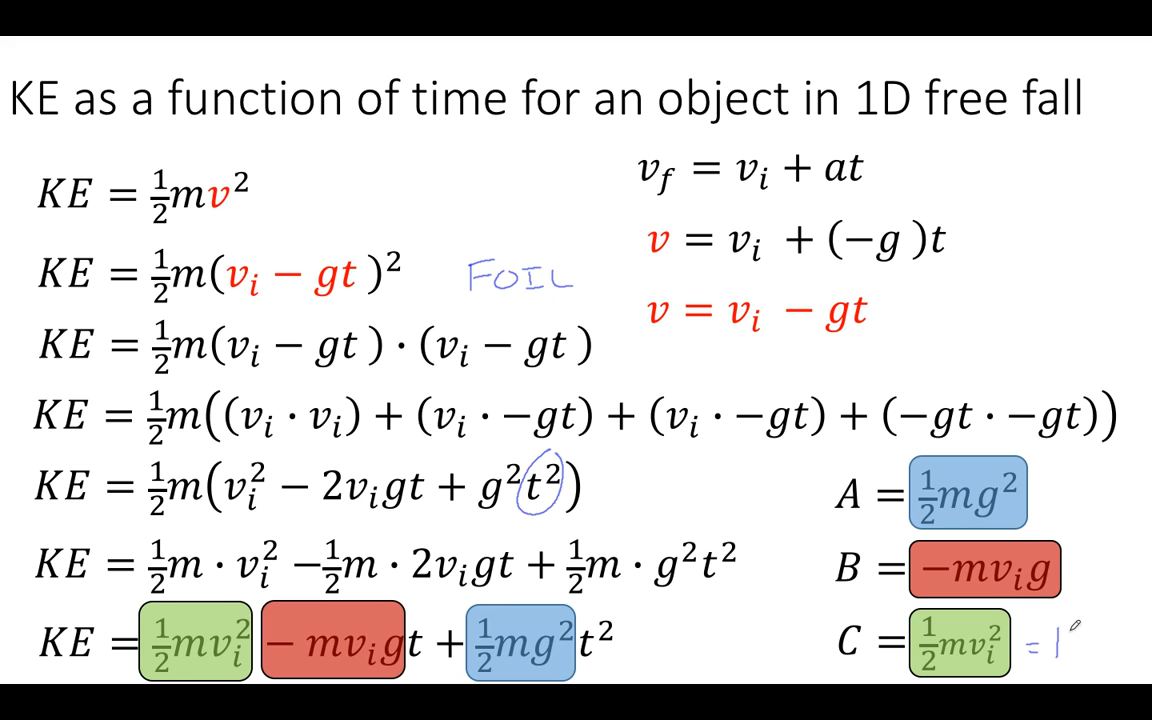 KE as a function of time for an object in 1D free fall
KE = ½mv²
v_f = v_i + at
KE = ½m(v_i − gt )²
FOIL
v = v_i + (−g )t
v = v_i − gt
KE = ½m(v_i − gt ) · (v_i − gt )
KE = ½m((v_i · v_i) + (v_i · −gt) + (v_i · −gt) + (−gt · −gt))
KE = ½m(v_i² − 2v_igt + g²t²)
A = ½mg²
KE = ½m · v_i² −½m · 2v_igt + ½m · g²t²
B = −mv_ig
KE = ½mv_i² − mv_igt + ½mg²t²
C = ½mv_i² =